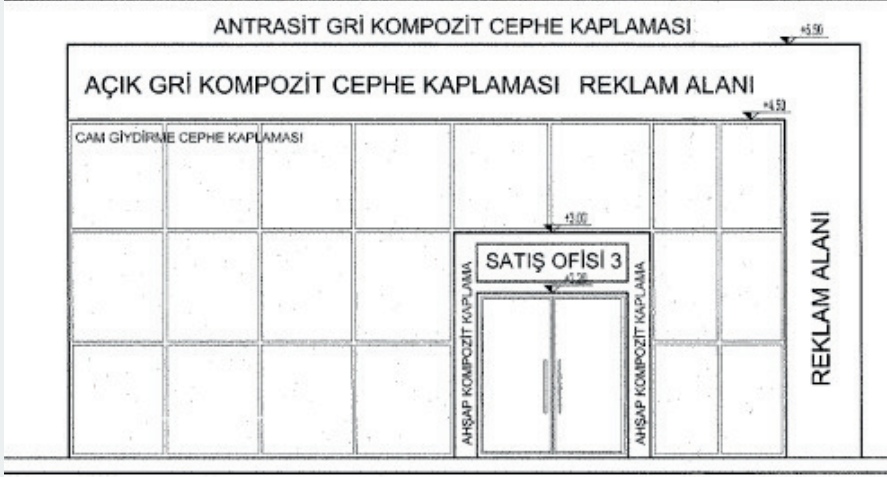 ANTRASİT GRİ KOMPOZİT CEPHE KAPLAMASI
+5.50
AÇIK GRİ KOMPOZİT CEPHE KAPLAMASI REKLAM ALANI
+4.50
CAM GİYDİRME CEPHE KAPLAMASI
+3.00
SATIŞ OFİSİ 3
AHŞAP KOMPOZİT KAPLAMA
AHŞAP KOMPOZİT KAPLAMA
REKLAM ALANI